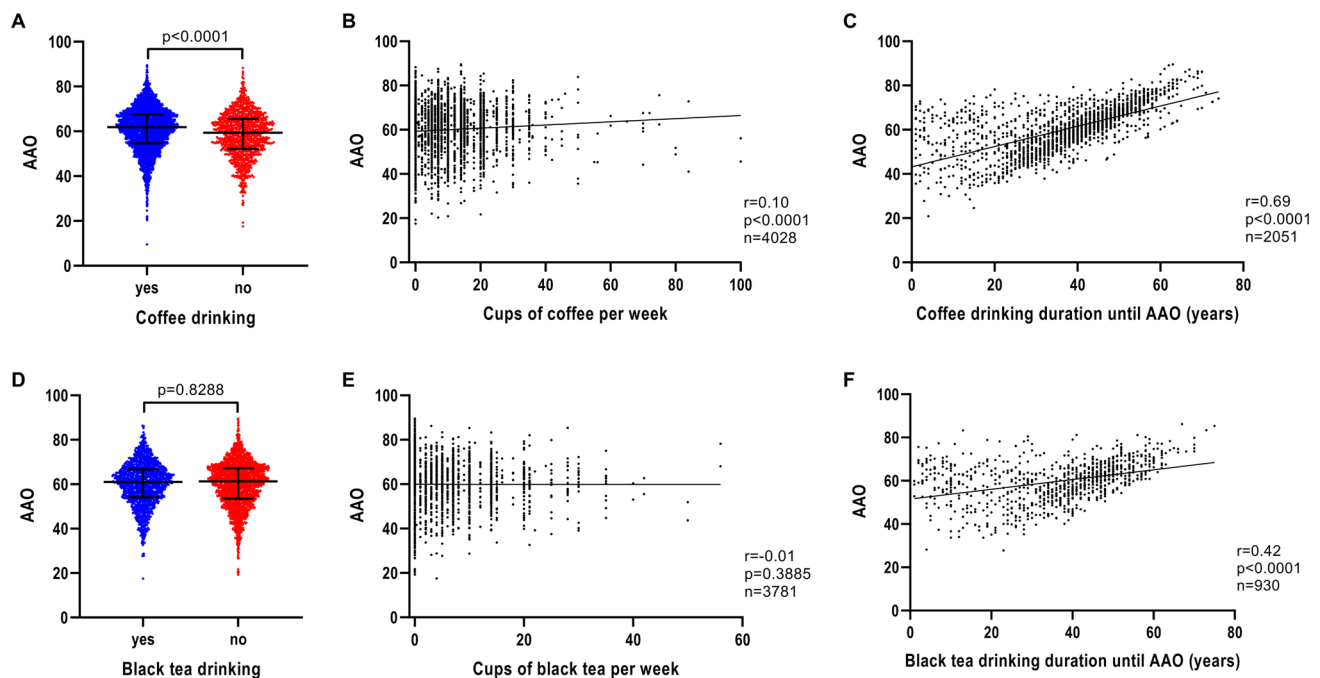 A
p<0.0001
100
80
60
40
20
0
AAO
yes no
Coffee drinking
B
100
80
60
40
20
0
AAO
r=0.10
p<0.0001
n=4028
0 20 40 60 80 100
Cups of coffee per week
C
100
80
60
40
20
0
AAO
r=0.69
p<0.0001
n=2051
20 40 60 80
Coffee drinking duration until AAO (years)
D
p=0.8288
100
80
60
40
20
0
AAO
yes no
Black tea drinking
E
100
80
60
40
20
0
AAO
r=-0.01
p=0.3885
n=3781
0 20 40 60
Cups of black tea per week
F
100
80
60
40
20
0
AAO
r=0.42
p<0.0001
n=930
0 20 40 60 80
Black tea drinking duration until AAO (years)